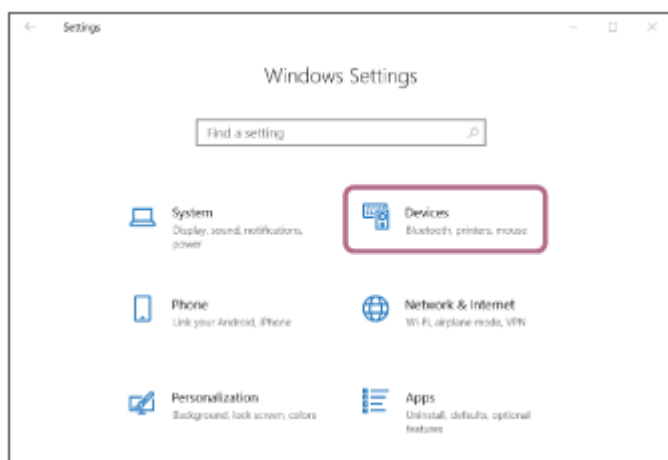 Settings
Windows Settings
Find a setting
System
Display, sound, notifications,
power
Devices
Bluetooth, printers, mouse
Phone
Link your Android, iPhone
Network & Internet
Wi-Fi, airplane mode, VPN
Personalization
Background, lock screen, colors
Apps
Uninstall, defaults, optional
features